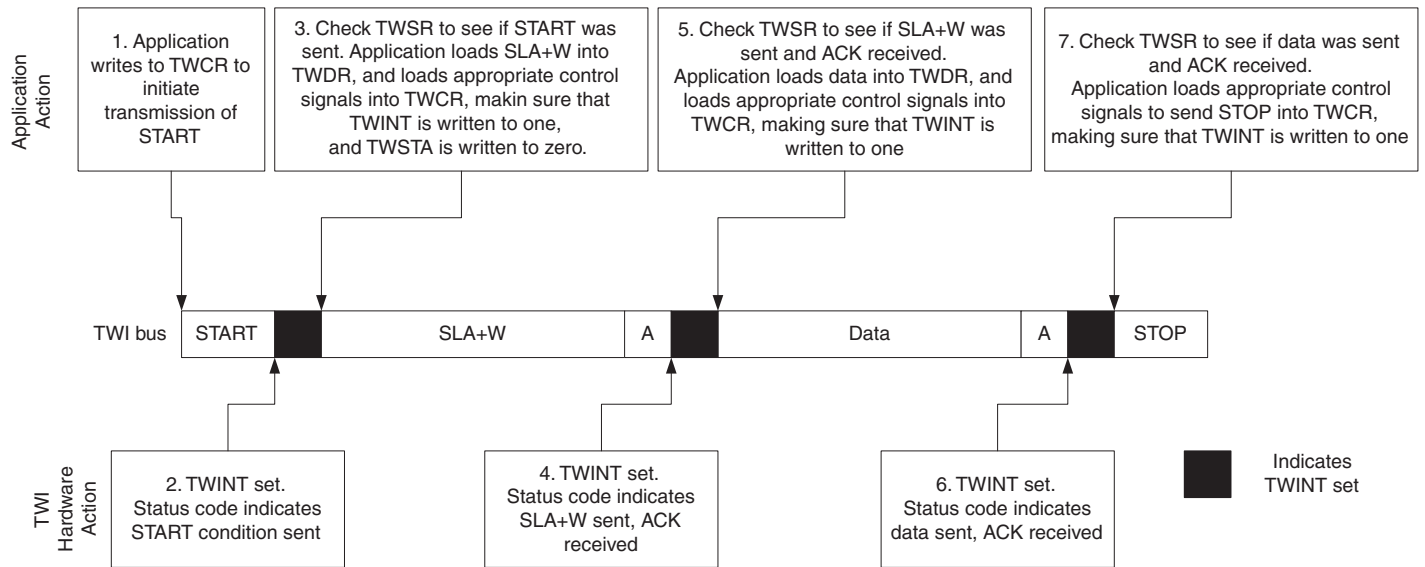 Application
Action
1. Application
writes to TWCR to
initiate
transmission of
START
3. Check TWSR to see if START was
sent. Application loads SLA+W into
TWDR, and loads appropriate control
signals into TWCR, makin sure that
TWINT is written to one,
and TWSTA is written to zero.
5. Check TWSR to see if SLA+W was
sent and ACK received.
Application loads data into TWDR, and
loads appropriate control signals into
TWCR, making sure that TWINT is
written to one
7. Check TWSR to see if data was sent
and ACK received.
Application loads appropriate control
signals to send STOP into TWCR,
making sure that TWINT is written to one
TWI bus
START
SLA+W
A
Data
A
STOP
TWI
Hardware
Action
2. TWINT set.
Status code indicates
START condition sent
4. TWINT set.
Status code indicates
SLA+W sent, ACK
received
6. TWINT set.
Status code indicates
data sent, ACK received
Indicates
TWINT set